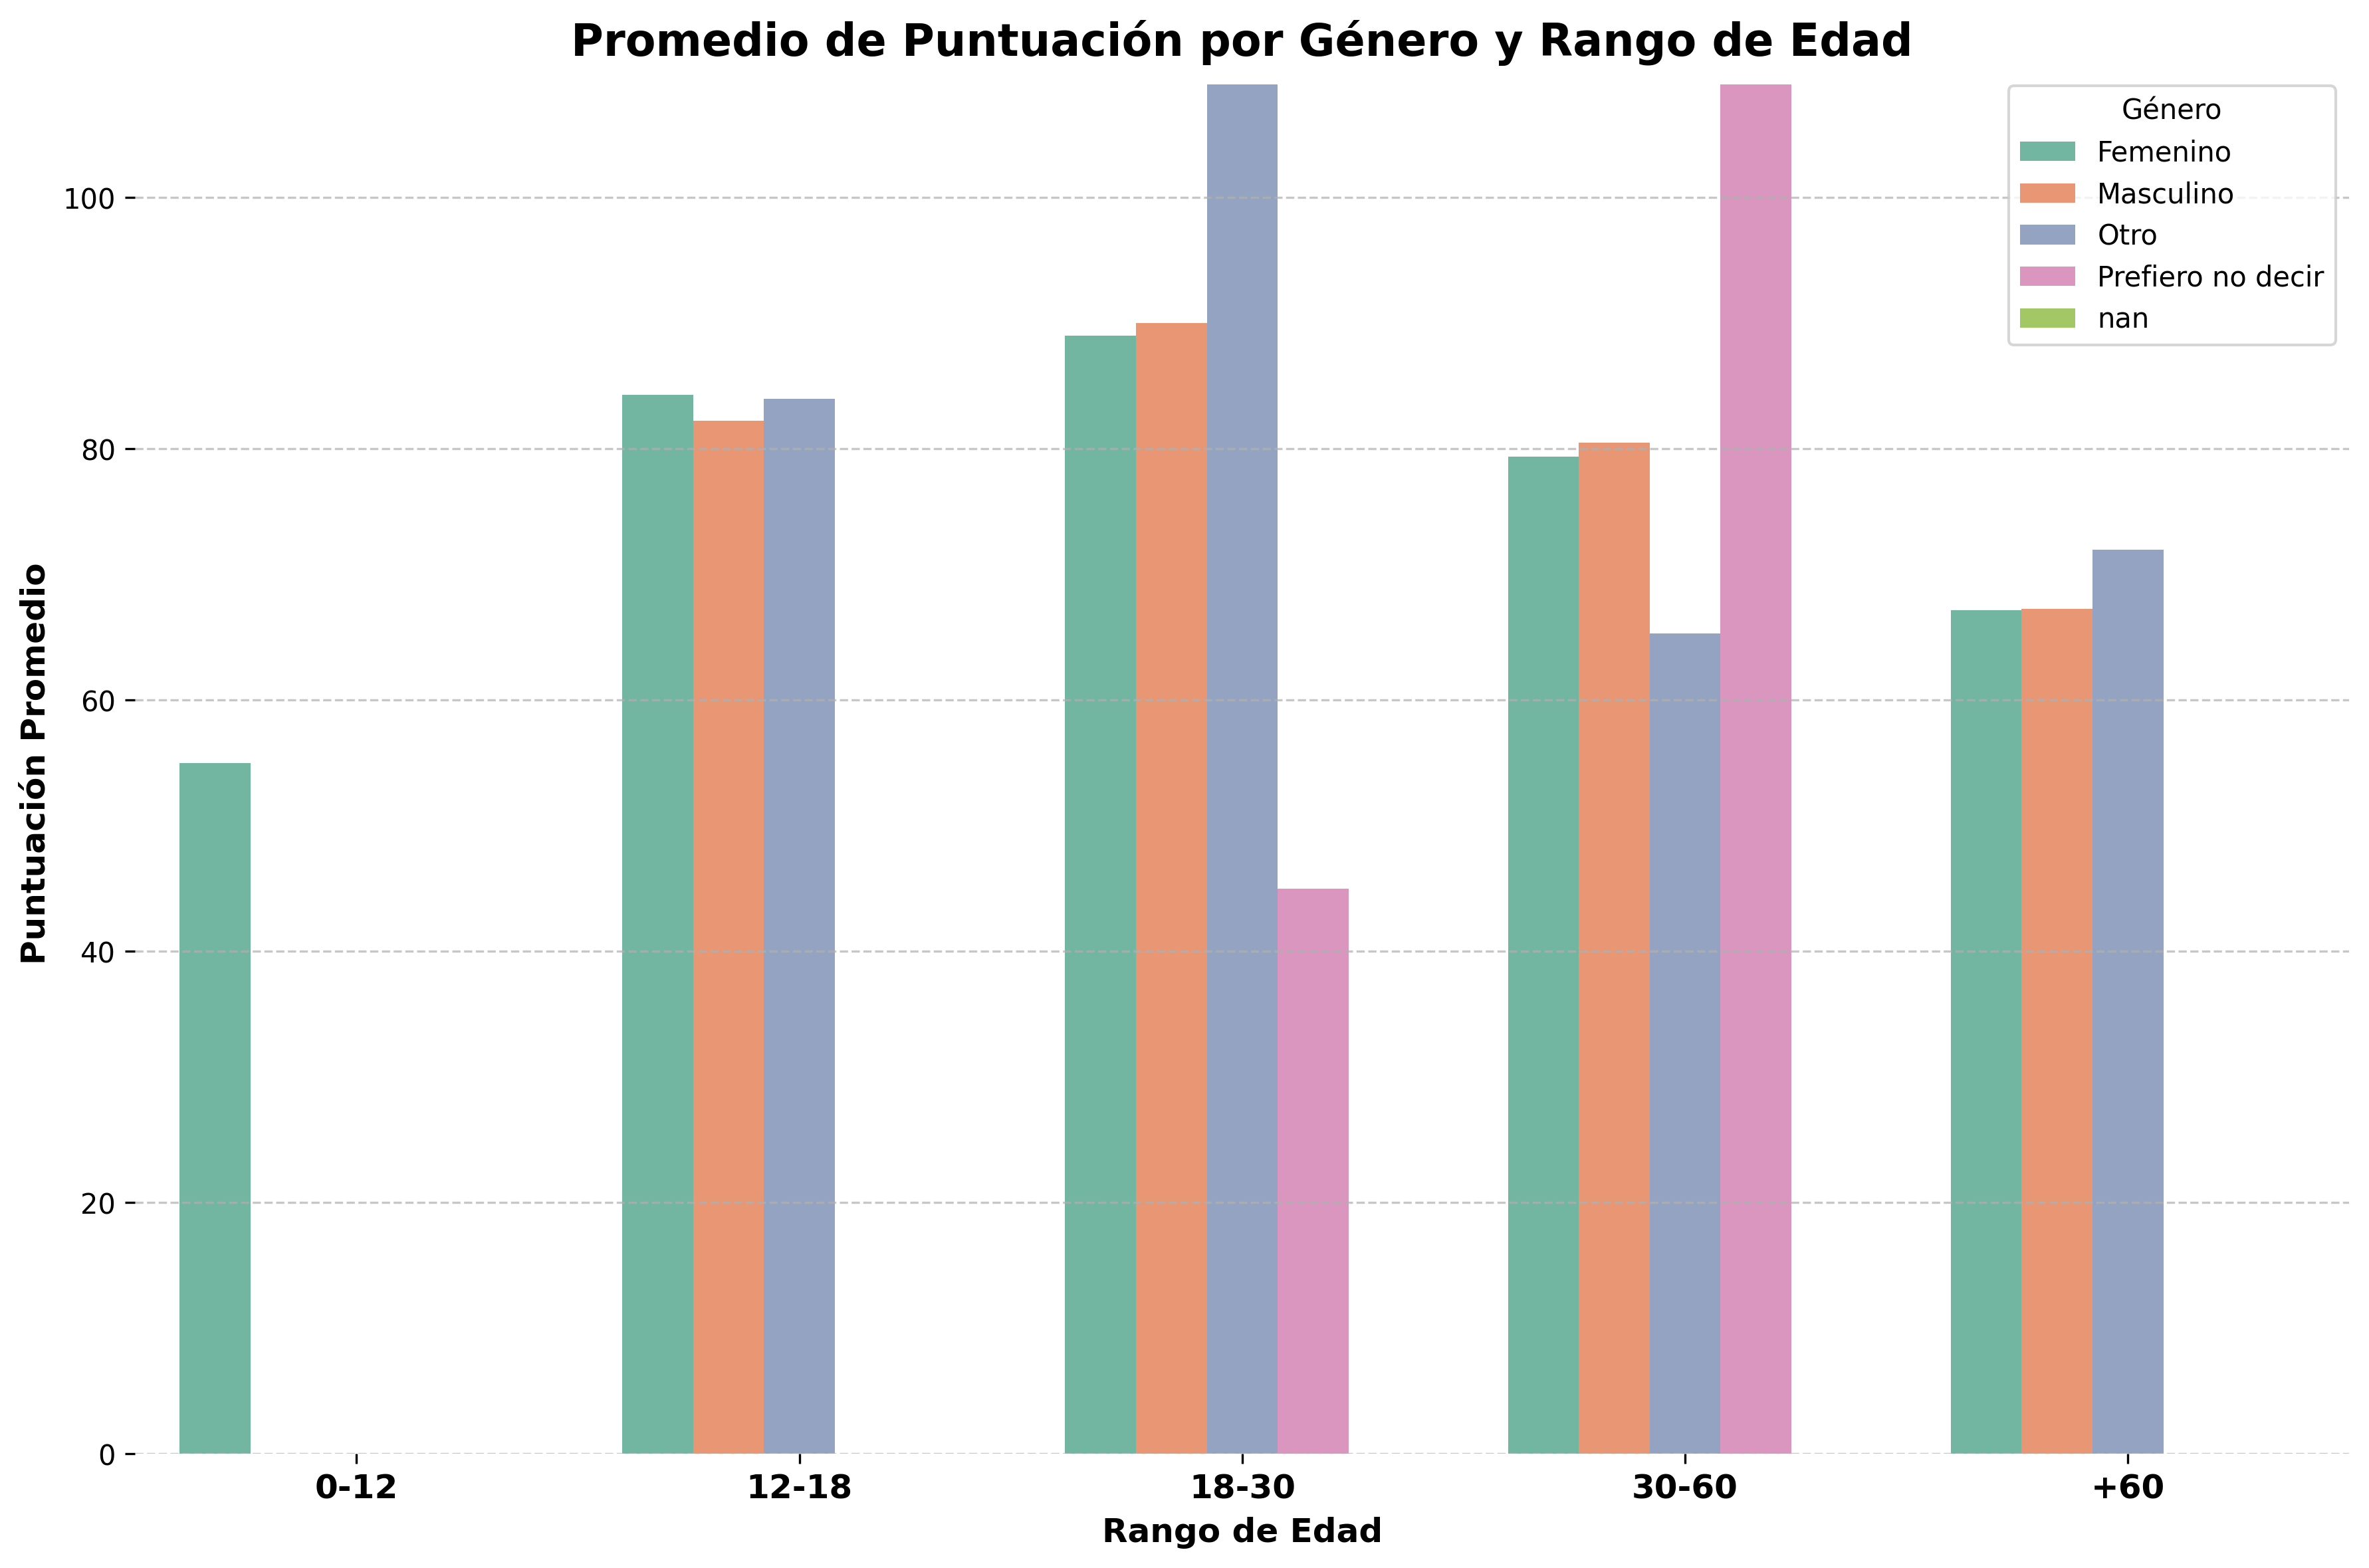 Promedio de Puntuación por Género y Rango de Edad
Género
Femenino
Masculino
Otro
Prefiero no decir
nan
Puntuación Promedio
100
80
60
40
20
0
0-12 12-18 18-30 30-60 +60
Rango de Edad